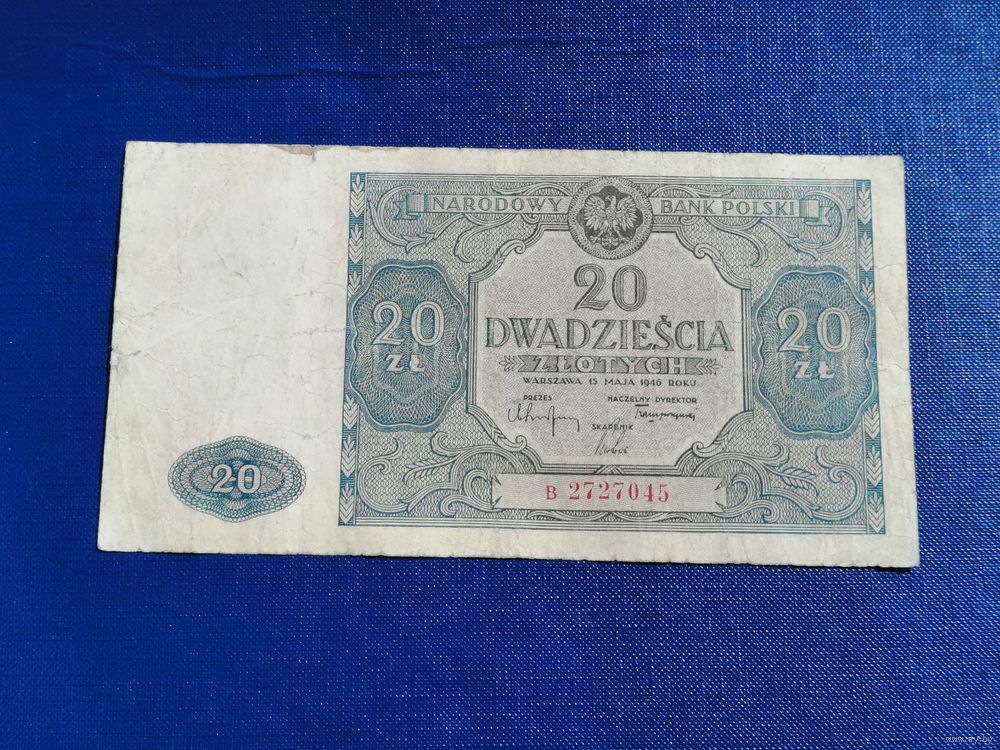 NARODOWY BANK POLSKI
20
DWADZIEŚCIA
ZŁOTYCH
WARSZAWA 15 MAJA 1946 ROKU
PREZES NACZELNY DYREKTOR
SKARBNIK
B 2727045
20
ZŁ
20
ZŁ
20